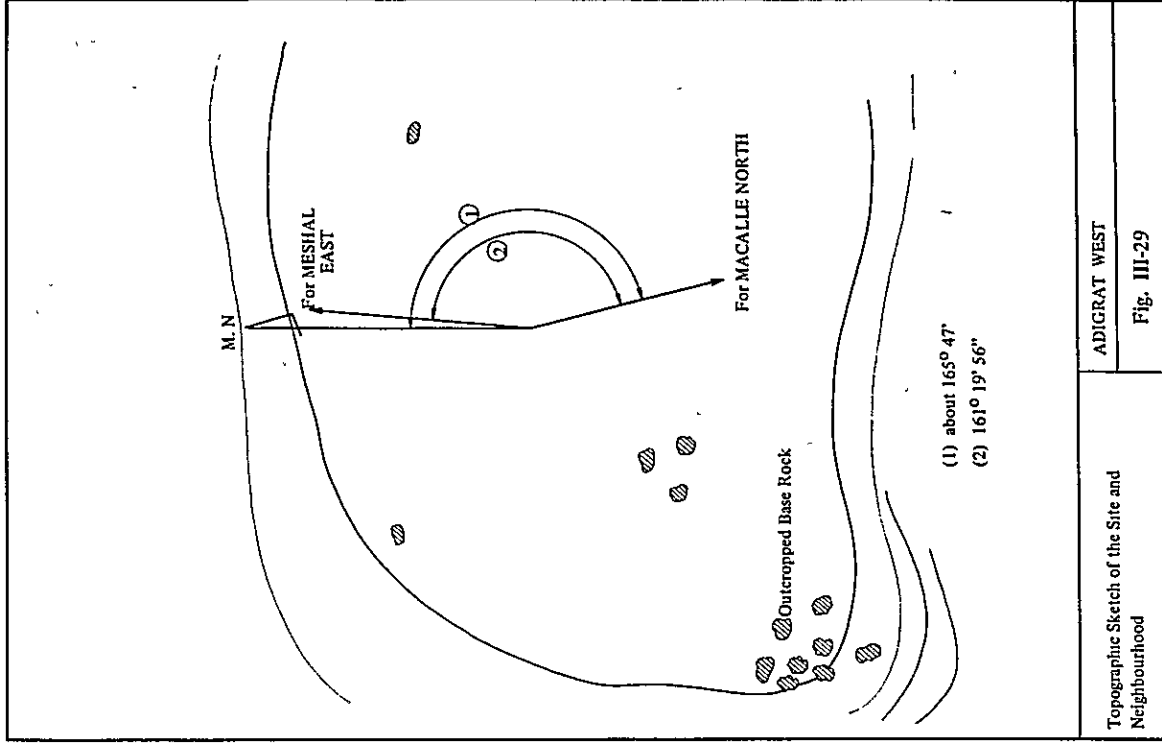 M. N
For MESHAL
EAST
①
②
For MACALLE NORTH
Outcropped Base Rock
(1) about 165° 47'
(2) 161° 19' 56"
Topographic Sketch of the Site and
Neighbourhood
ADIGRAT WEST
Fig. III-29